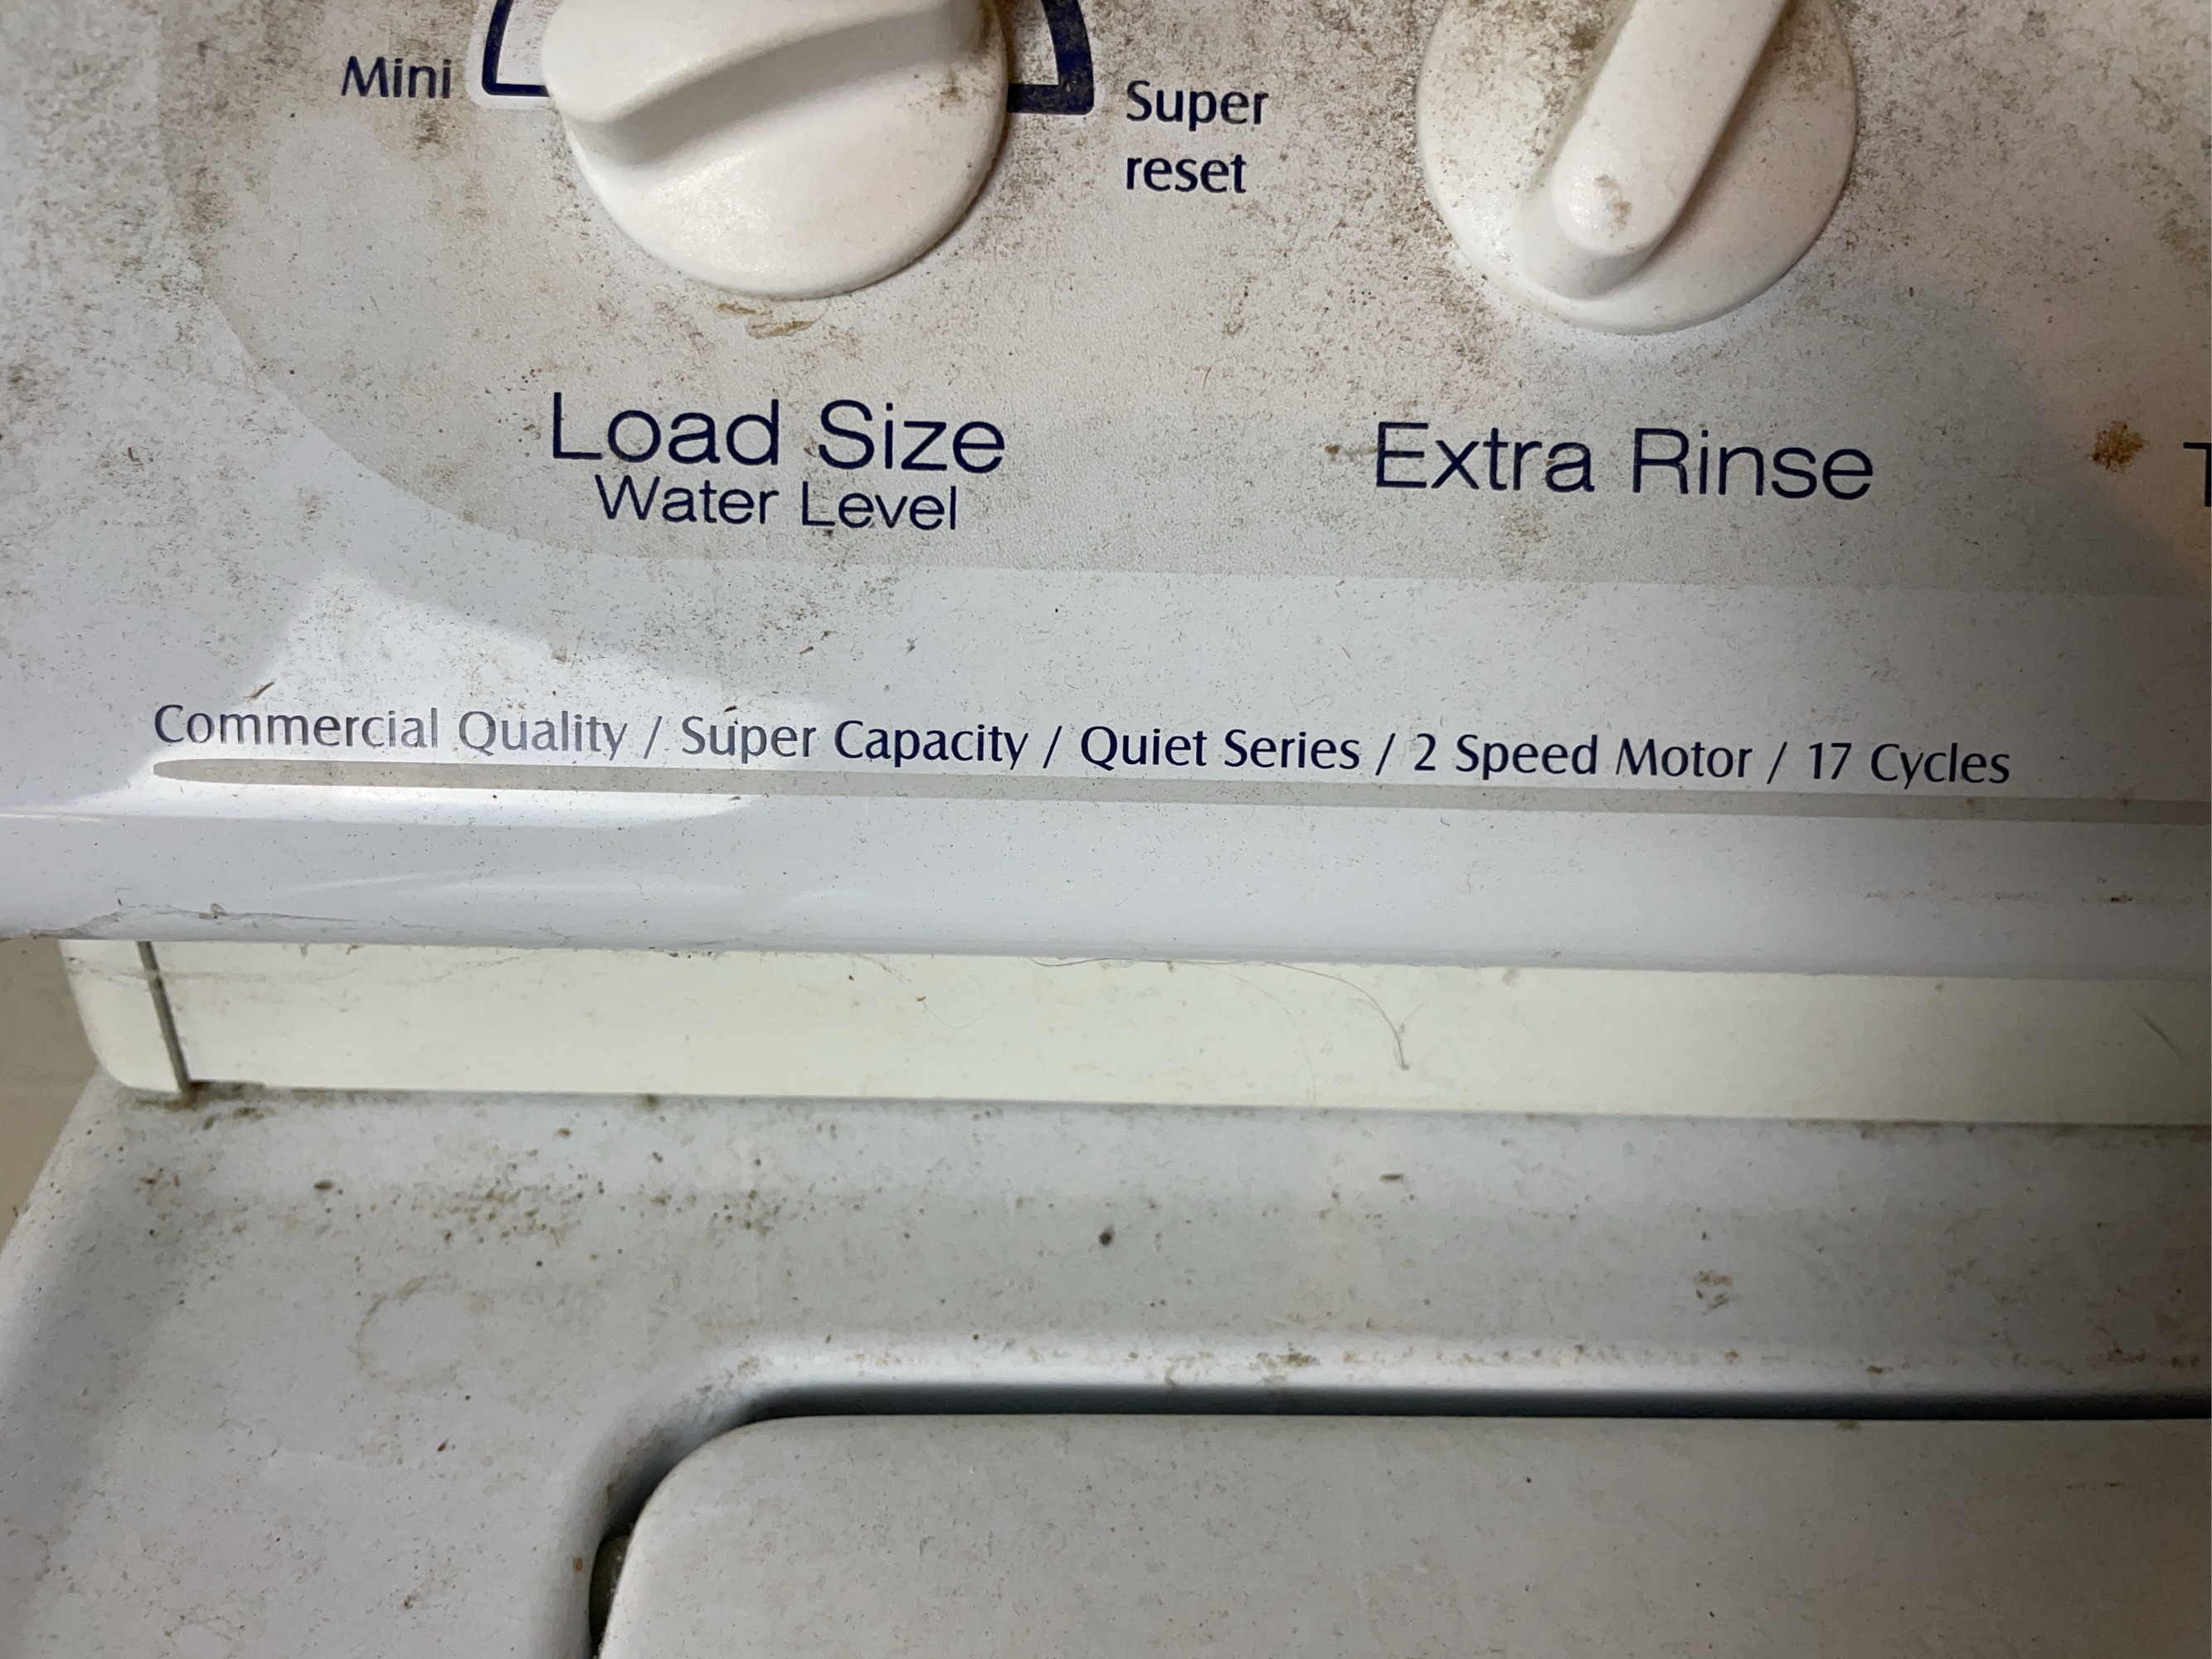 Mini
Super
reset
Load Size
Water Level
Extra Rinse
Commercial Quality / Super Capacity / Quiet Series / 2 Speed Motor / 17 Cycles